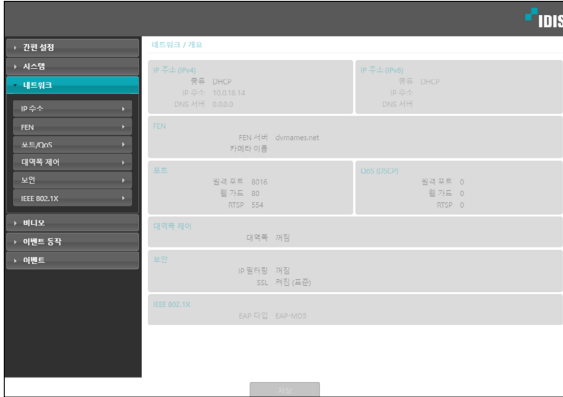 IDIS
간편 설정
시스템
네트워크
IP 주소
FEN
포트/QoS
대역폭 제어
보안
IEEE 802.1X
비디오
이벤트 동작
이벤트
네트워크 / 개요
IP 주소 (IPv4)
종류 DHCP
IP 주소 10.0.18.14
DNS 서버 0.0.0.0
IP 주소 (IPv6)
종류 DHCP
IP 주소
DNS 서버
FEN
FEN 서버 dvrnames.net
카메라 이름
포트
원격 포트 8016
웹 가드 80
RTSP 554
QoS (DSCP)
원격 포트 0
웹 가드 0
RTSP 0
대역폭 제어
대역폭 꺼짐
보안
IP 필터링 꺼짐
SSL 켜진 (표준)
IEEE 802.1X
EAP 타입 EAP-MD5
저장